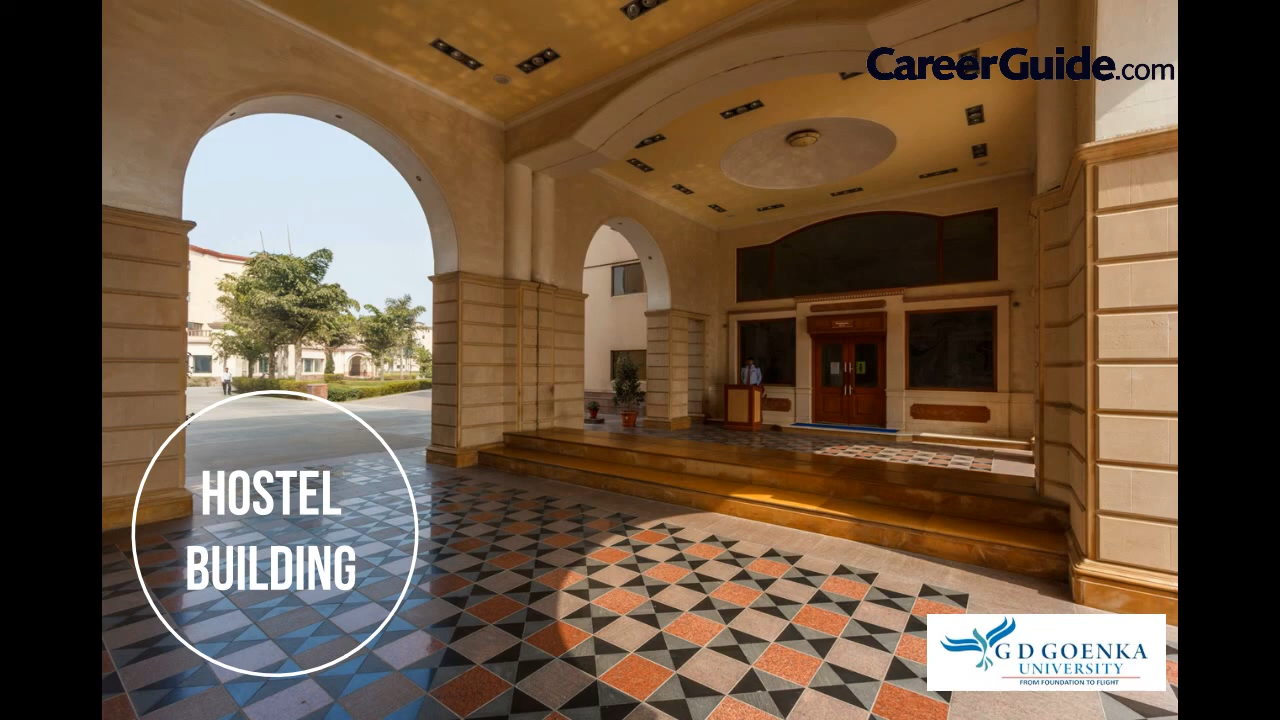 CareerGuide.com
HOSTEL
BUILDING
G D GOENKA
UNIVERSITY
FROM FOUNDATION TO FLIGHT